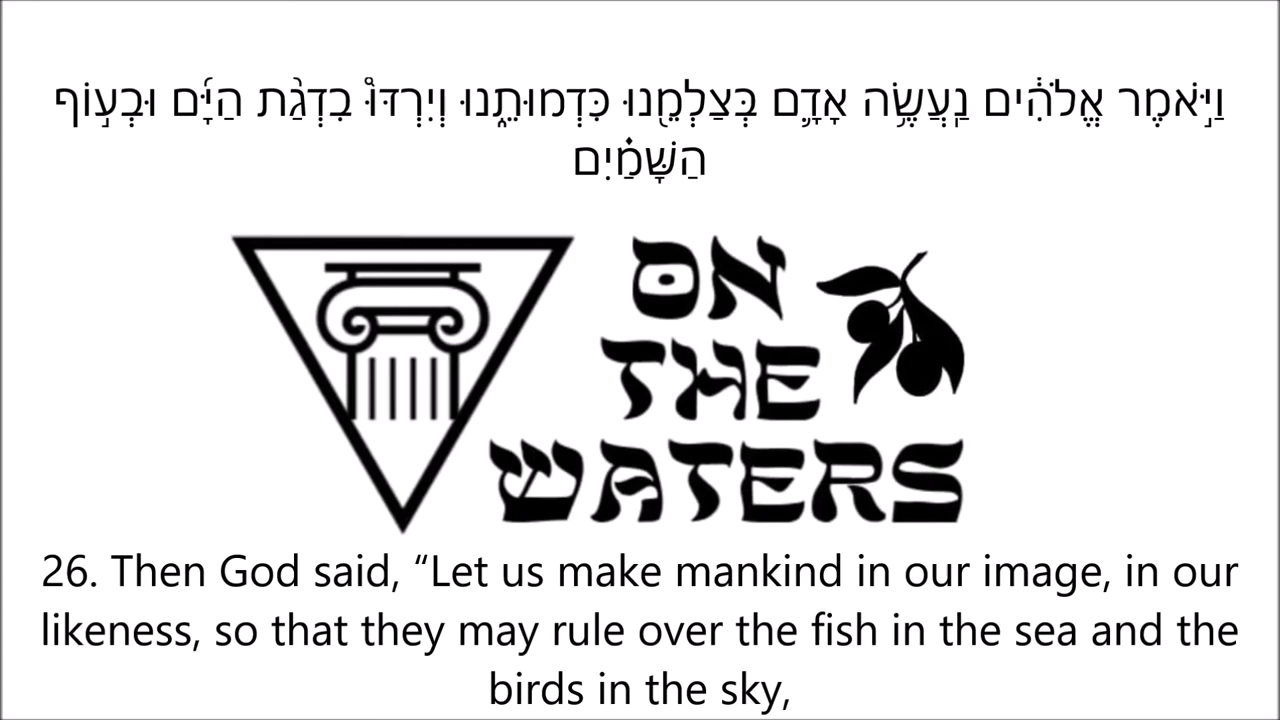 וַיֹּ֣אמֶר אֱלֹהִ֔ים נַֽעֲשֶׂ֥ה אָדָ֛ם בְּצַלְמֵ֖נוּ כִּדְמוּתֵ֑נוּ וְיִרְדּוּ֩ בִדְגַ֨ת הַיָּ֜ם וּבְע֣וֹף
הַשָּׁמַ֗יִם
ON
THE
WATERS
26. Then God said, “Let us make mankind in our image, in our
likeness, so that they may rule over the fish in the sea and the
birds in the sky,